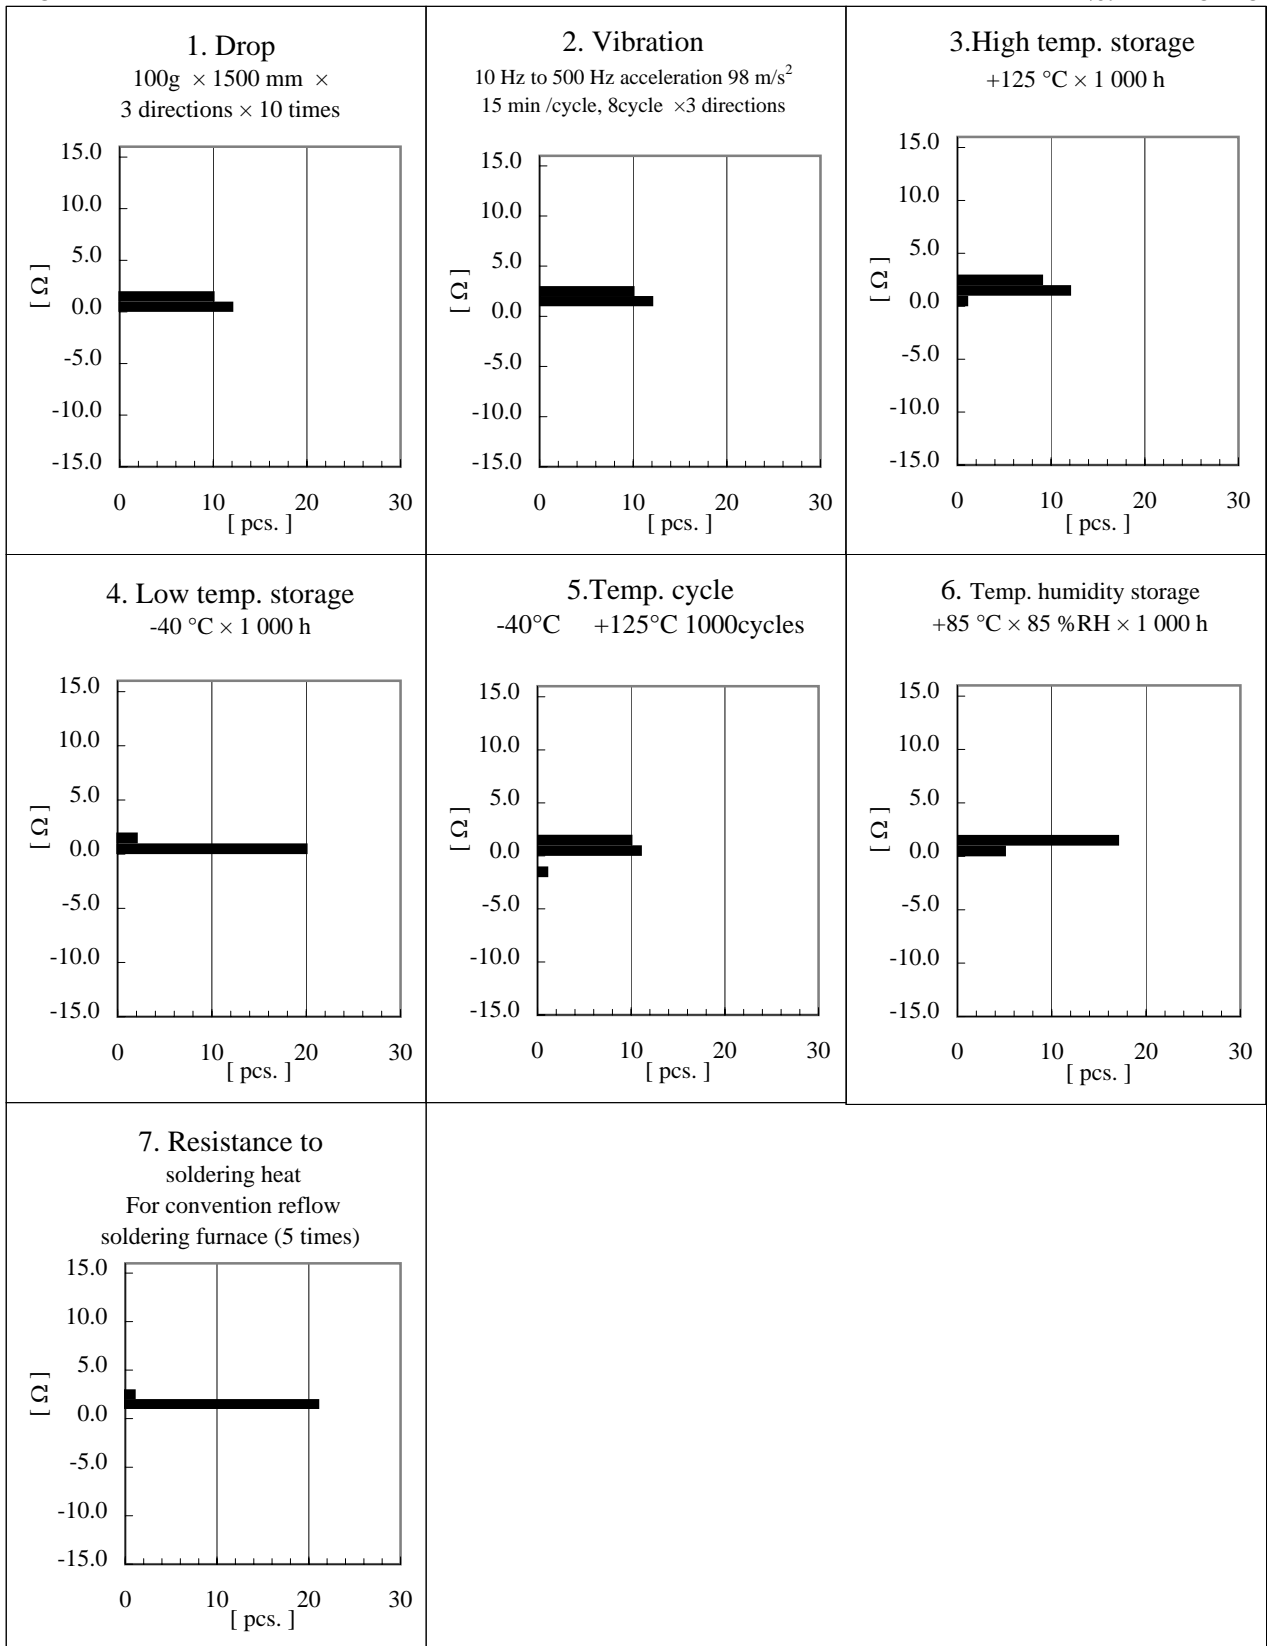 1. Drop
100g × 1500 mm ×
3 directions × 10 times
15.0
10.0
5.0
0.0
-5.0
-10.0
-15.0
[ Ω ]
0 10 20 30
[ pcs. ]
2. Vibration
10 Hz to 500 Hz acceleration 98 m/s²
15 min /cycle, 8cycle ×3 directions
15.0
10.0
5.0
0.0
-5.0
-10.0
-15.0
[ Ω ]
0 10 20 30
[ pcs. ]
3.High temp. storage
+125 °C × 1 000 h
15.0
10.0
5.0
0.0
-5.0
-10.0
-15.0
[ Ω ]
0 10 20 30
[ pcs. ]
4. Low temp. storage
-40 °C × 1 000 h
15.0
10.0
5.0
0.0
-5.0
-10.0
-15.0
[ Ω ]
0 10 20 30
[ pcs. ]
5.Temp. cycle
-40°C +125°C 1000cycles
15.0
10.0
5.0
0.0
-5.0
-10.0
-15.0
[ Ω ]
0 10 20 30
[ pcs. ]
6. Temp. humidity storage
+85 °C × 85 %RH × 1 000 h
15.0
10.0
5.0
0.0
-5.0
-10.0
-15.0
[ Ω ]
0 10 20 30
[ pcs. ]
7. Resistance to
soldering heat
For convention reflow
soldering furnace (5 times)
15.0
10.0
5.0
0.0
-5.0
-10.0
-15.0
[ Ω ]
0 10 20 30
[ pcs. ]